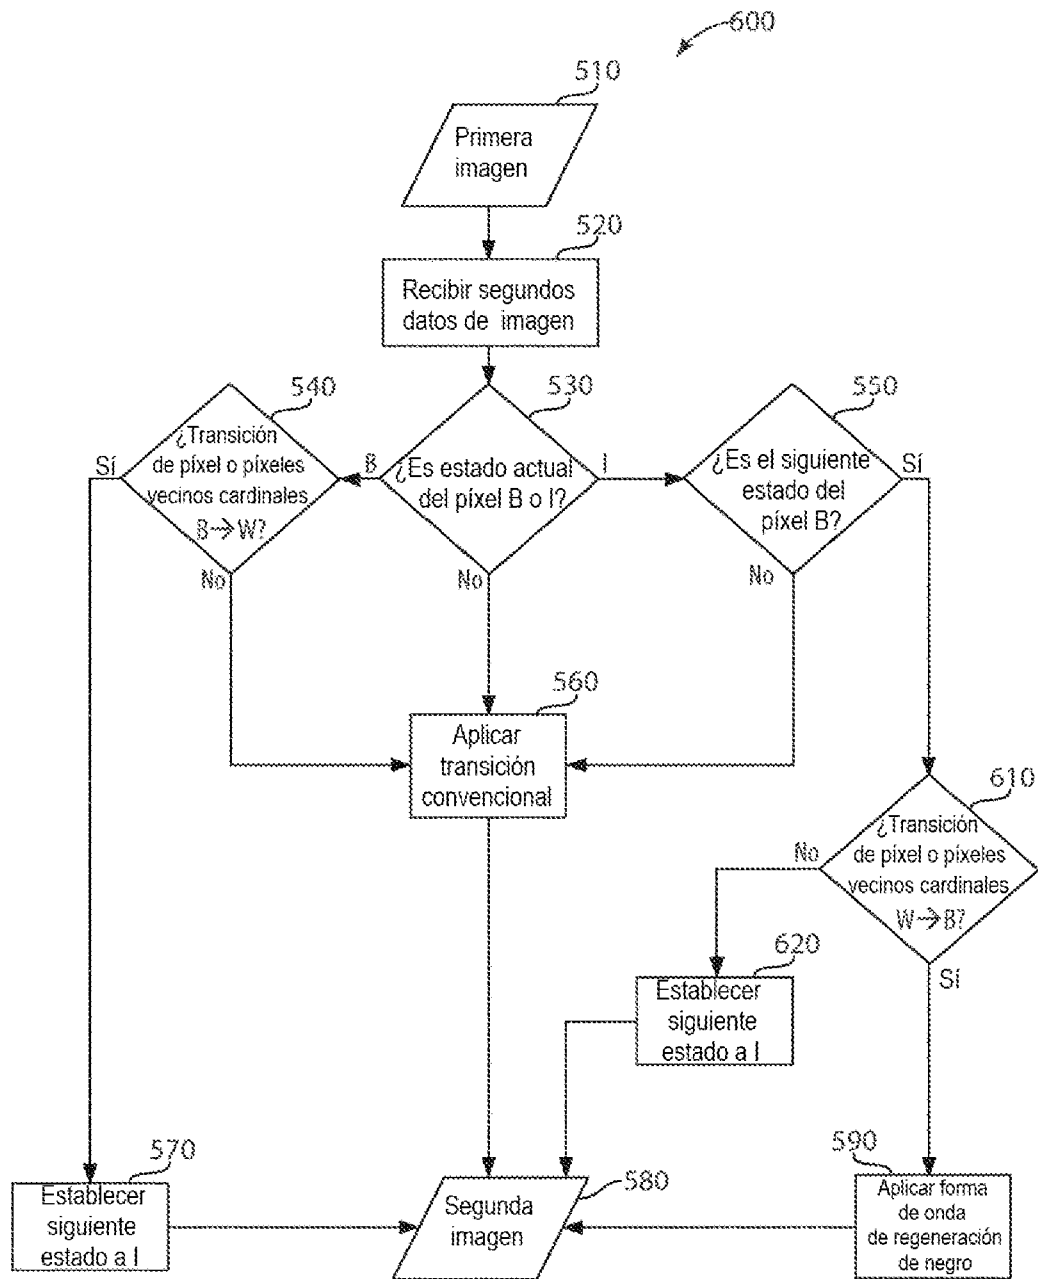 600
510
Primera
imagen
520
Recibir segundos
datos de imagen
540
¿Transición
de píxel o píxeles
vecinos cardinales
B→W?
Sí
No
530
¿Es estado actual
del píxel B o I?
B
I
No
550
¿Es el siguiente
estado del
píxel B?
Sí
No
560
Aplicar
transición
convencional
610
¿Transición
de píxel o píxeles
vecinos cardinales
W→B?
No
Sí
620
Establecer
siguiente
estado a I
570
Establecer
siguiente
estado a I
580
Segunda
imagen
590
Aplicar forma
de onda
de regeneración
de negro